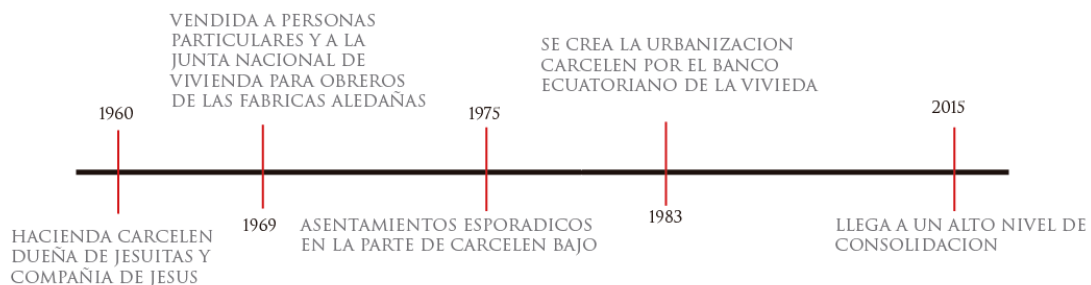 1960
HACIENDA CARCELEN
DUEÑA DE JESUITAS Y
COMPAÑIA DE JESUS
VENDIDA A PERSONAS
PARTICULARES Y A LA
JUNTA NACIONAL DE
VIVIENDA PARA OBREROS
DE LAS FABRICAS ALEDAÑAS
1969
1975
ASENTAMIENTOS ESPORADICOS
EN LA PARTE DE CARCELEN BAJO
SE CREA LA URBANIZACION
CARCELEN POR EL BANCO
ECUATORIANO DE LA VIVIEDA
1983
2015
LLEGA A UN ALTO NIVEL DE
CONSOLIDACION